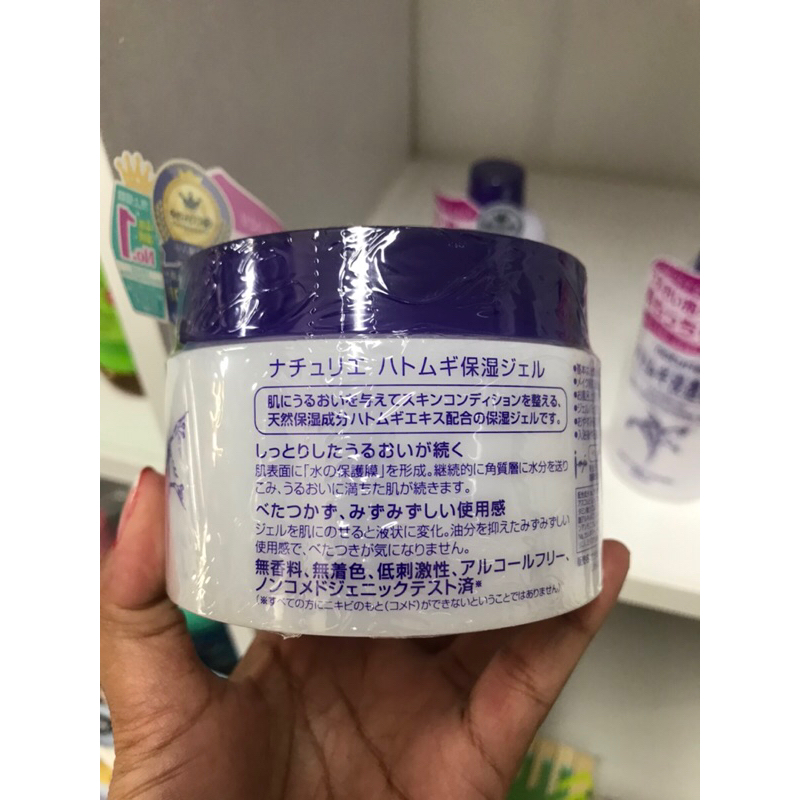 ナチュリエ ハトムギ保湿ジェル
肌にうるおいを与えてスキンコンディションを整える、
天然保湿成分ハトムギエキス配合の保湿ジェルです。
しっとりしたうるおいが続く
肌表面に「水の保護膜」を形成。継続的に角質層に水分を送り
こみ、うるおいに満ちた肌が続きます。
べたつかず、みずみずしい使用感
ジェルを肌にのせると液状に変化。油分を抑えたみずみずしい
使用感で、べたつきが気になりません。
無香料、無着色、低刺激性、アルコールフリー、
ノンコメドジェニックテスト済※
(※すべての方にニキビのもと(コメド)ができないということではありません。)
No.1